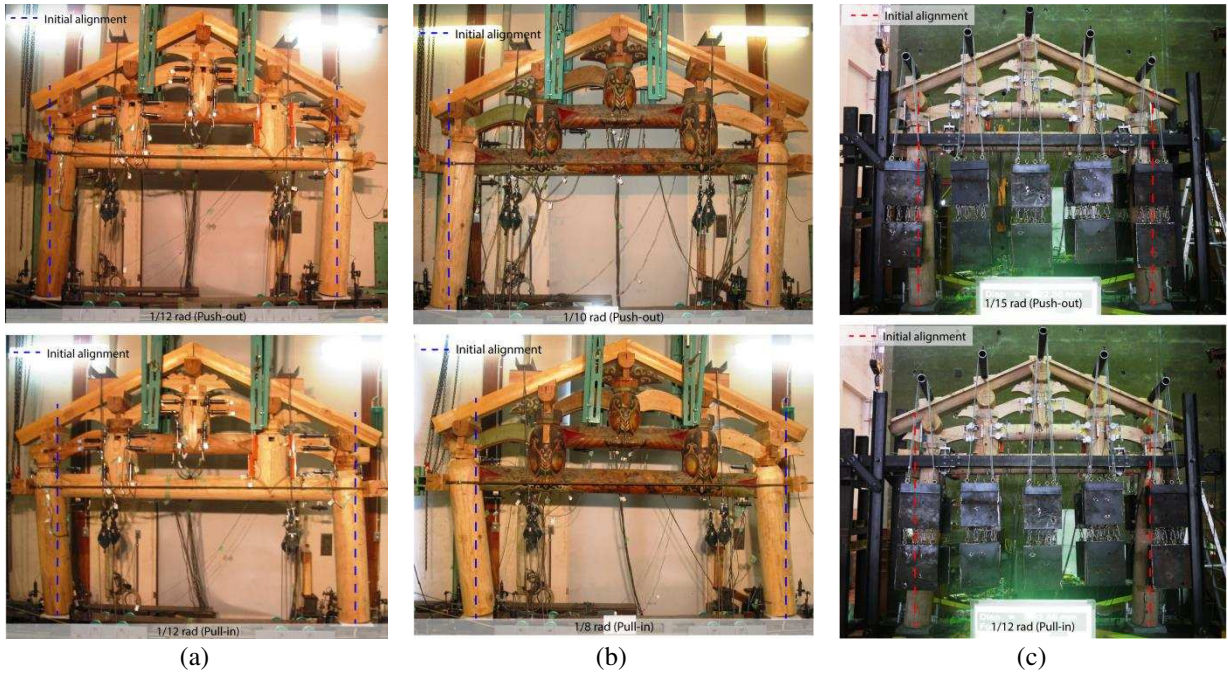 Initial alignment
1/12 rad (Push-out)
Initial alignment
1/10 rad (Push-out)
Initial alignment
1/15 rad (Push-out)
Initial alignment
1/12 rad (Pull-in)
Initial alignment
1/8 rad (Pull-in)
Initial alignment
1/12 rad (Pull-in)
(a)
(b)
(c)